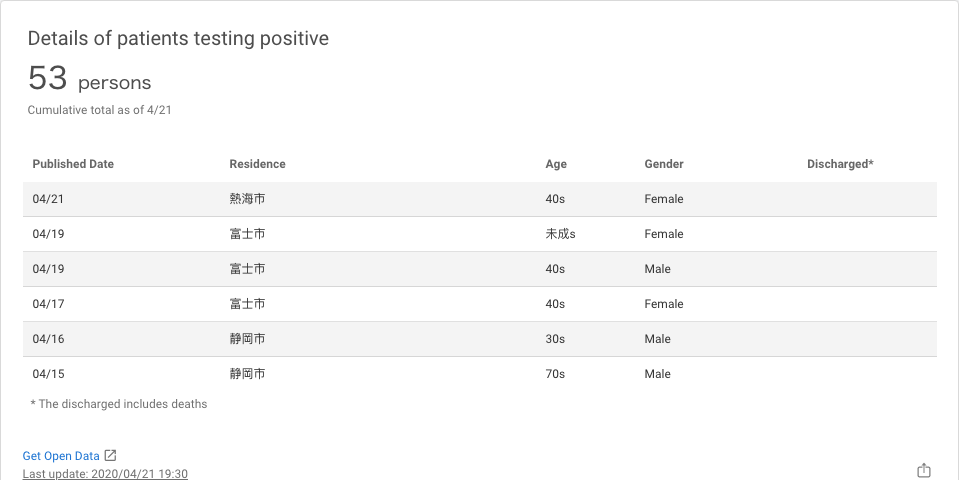 Details of patients testing positive
53 persons
Cumulative total as of 4/21
Published Date Residence Age Gender Discharged*
04/21 熱海市 40s Female
04/19 富士市 未成s Female
04/19 富士市 40s Male
04/17 富士市 40s Female
04/16 静岡市 30s Male
04/15 静岡市 70s Male
* The discharged includes deaths
Get Open Data
Last update: 2020/04/21 19:30